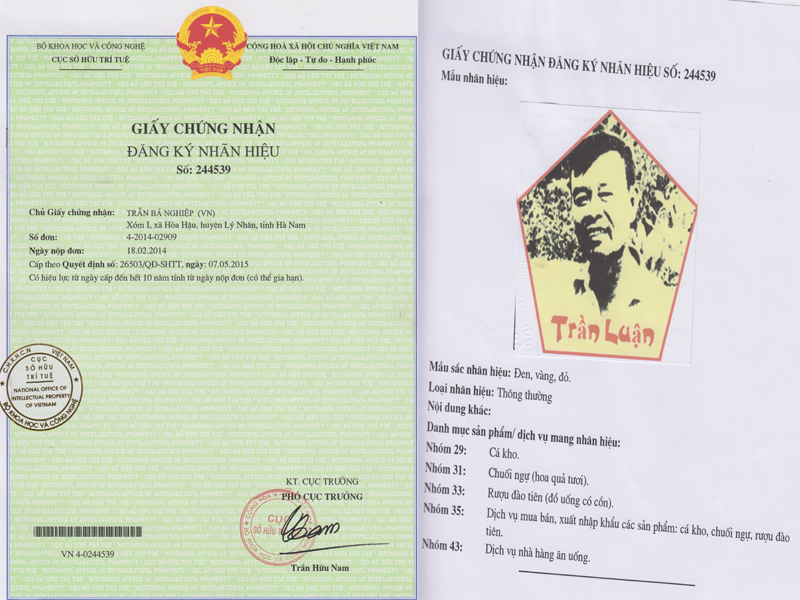 BỘ KHOA HỌC VÀ CÔNG NGHỆ
CỤC SỞ HỮU TRÍ TUỆ
CỘNG HOÀ XÃ HỘI CHỦ NGHĨA VIỆT NAM
Độc lập - Tự do - Hạnh phúc
VIỆT NAM
GIẤY CHỨNG NHẬN
ĐĂNG KÝ NHÃN HIỆU
Số: 244539
Chủ Giấy chứng nhận: TRẦN BÁ NGHIỆP (VN)
Xóm I, xã Hòa Hậu, huyện Lý Nhân, tỉnh Hà Nam
Số đơn: 4-2014-02909
Ngày nộp đơn: 18.02.2014
Cấp theo Quyết định số: 26503/QĐ-SHTT, ngày: 07.05.2015
Có hiệu lực từ ngày cấp đến hết 10 năm tính từ ngày nộp đơn (có thể gia hạn).
C.H.X.H.C.N VIỆT NAM
CỤC
SỞ HỮU
TRÍ TUỆ
NATIONAL OFFICE OF
INTELLECTUAL PROPERTY
OF VIETNAM
BỘ KHOA HỌC VÀ CÔNG NGHỆ
KT. CỤC TRƯỞNG
PHÓ CỤC TRƯỞNG
CỤC
SỞ HỮU
Trần Hữu Nam
VN 4-0244539
GIẤY CHỨNG NHẬN ĐĂNG KÝ NHÃN HIỆU SỐ: 244539
Mẫu nhãn hiệu:
Trần Luận
Mẫu sắc nhãn hiệu: Đen, vàng, đỏ.
Loại nhãn hiệu: Thông thường
Nội dung khác:
Danh mục sản phẩm/ dịch vụ mang nhãn hiệu:
Nhóm 29: Cá kho.
Nhóm 31: Chuối ngự (hoa quả tươi).
Nhóm 33: Rượu đào tiên (đồ uống có cồn).
Nhóm 35: Dịch vụ mua bán, xuất nhập khẩu các sản phẩm: cá kho, chuối ngự, rượu đào
tiên.
Nhóm 43: Dịch vụ nhà hàng ăn uống.